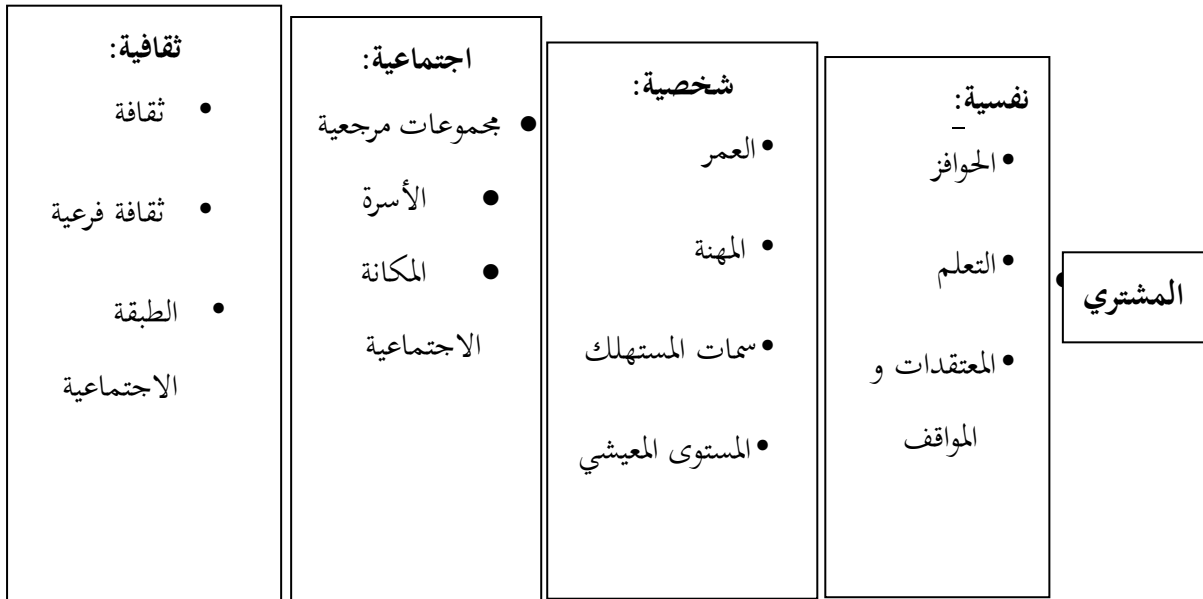 المشتري
نفسية:
• الحوافز
• التعلم
• المعتقدات و
المواقف
شخصية:
• العمر
• المهنة
• سمات المستهلك
• المستوى المعيشي
اجتماعية:
• مجموعات مرجعية
• الأسرة
• المكانة
الاجتماعية
ثقافية:
• ثقافة
• ثقافة فرعية
• الطبقة
الاجتماعية